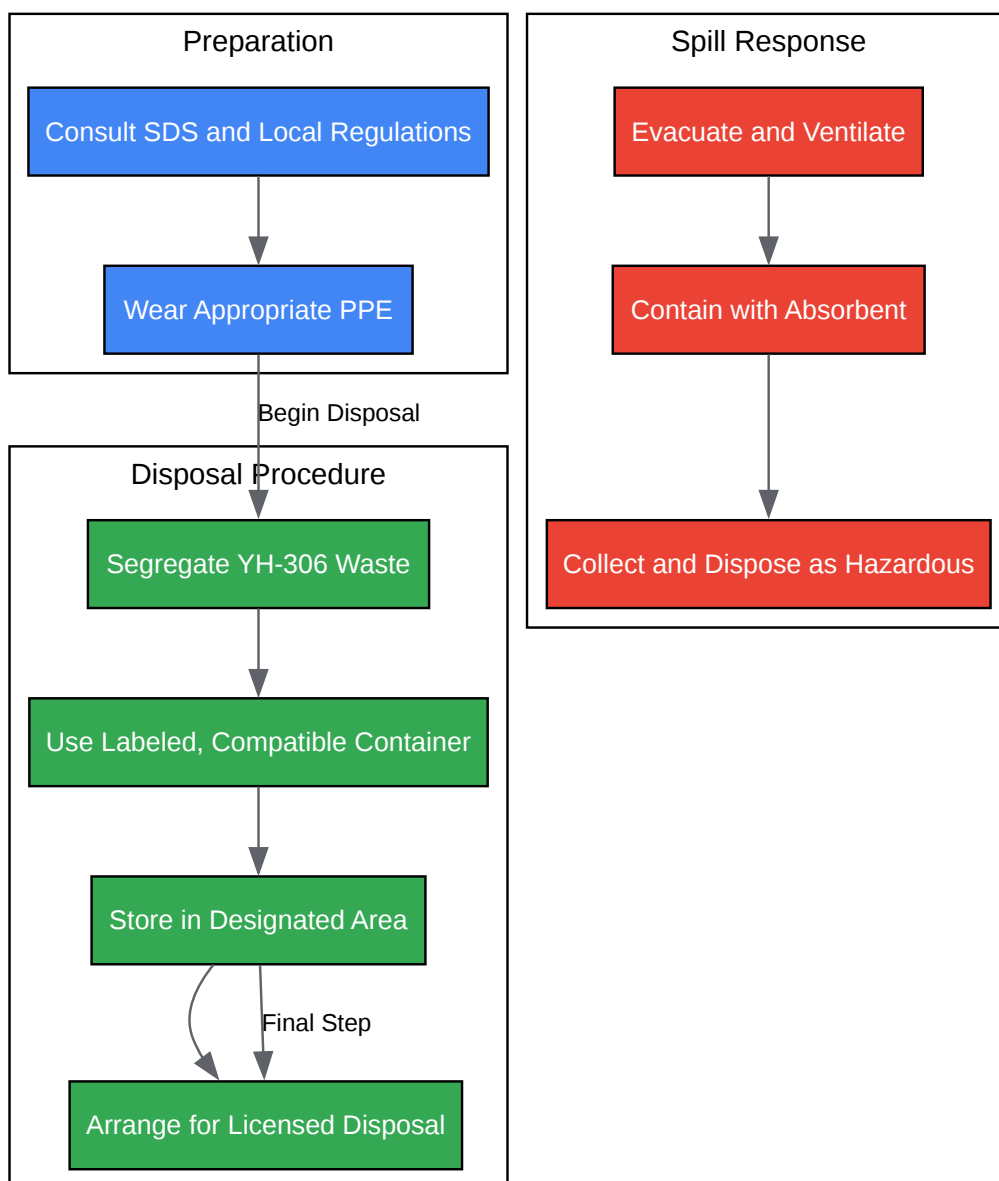 Preparation
Consult SDS and Local Regulations
Wear Appropriate PPE
Begin Disposal
Disposal Procedure
Segregate YH-306 Waste
Use Labeled, Compatible Container
Store in Designated Area
Final Step
Arrange for Licensed Disposal
Spill Response
Evacuate and Ventilate
Contain with Absorbent
Collect and Dispose as Hazardous